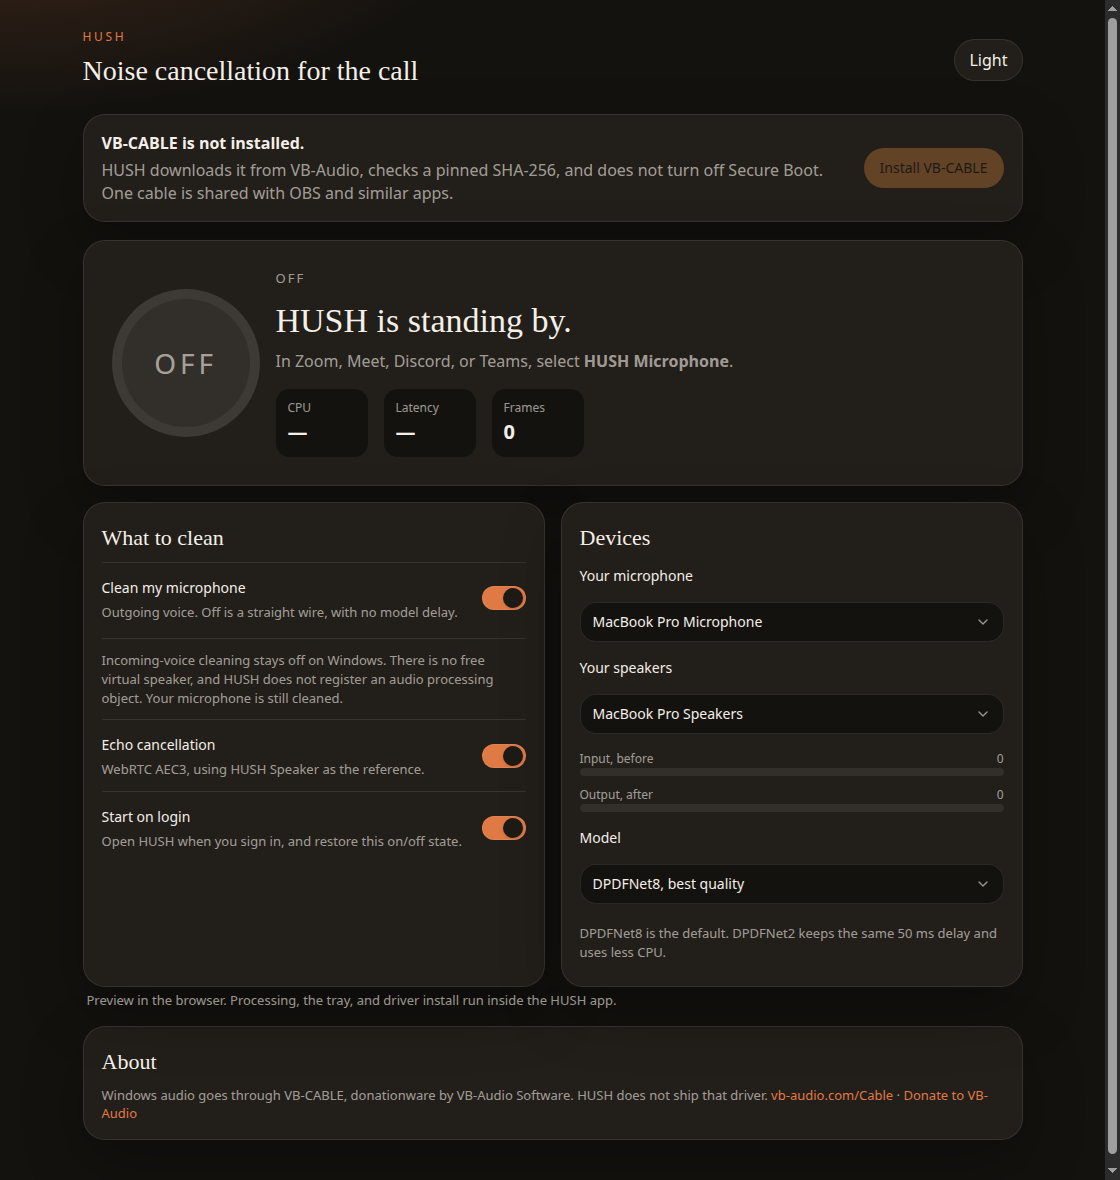 HUSH
Noise cancellation for the call
Light
VB-CABLE is not installed.
HUSH downloads it from VB-Audio, checks a pinned SHA-256, and does not turn off Secure Boot.
One cable is shared with OBS and similar apps.
Install VB-CABLE
OFF
OFF
HUSH is standing by.
In Zoom, Meet, Discord, or Teams, select HUSH Microphone.
CPU
—
Latency
—
Frames
0
What to clean
Clean my microphone
Outgoing voice. Off is a straight wire, with no model delay.
Incoming-voice cleaning stays off on Windows. There is no free
virtual speaker, and HUSH does not register an audio processing
object. Your microphone is still cleaned.
Echo cancellation
WebRTC AEC3, using HUSH Speaker as the reference.
Start on login
Open HUSH when you sign in, and restore this on/off state.
Devices
Your microphone
MacBook Pro Microphone
Your speakers
MacBook Pro Speakers
Input, before 0
Output, after 0
Model
DPDFNet8, best quality
DPDFNet8 is the default. DPDFNet2 keeps the same 50 ms delay and
uses less CPU.
Preview in the browser. Processing, the tray, and driver install run inside the HUSH app.
About
Windows audio goes through VB-CABLE, donationware by VB-Audio Software. HUSH does not ship that driver. vb-audio.com/Cable · Donate to VB-
Audio